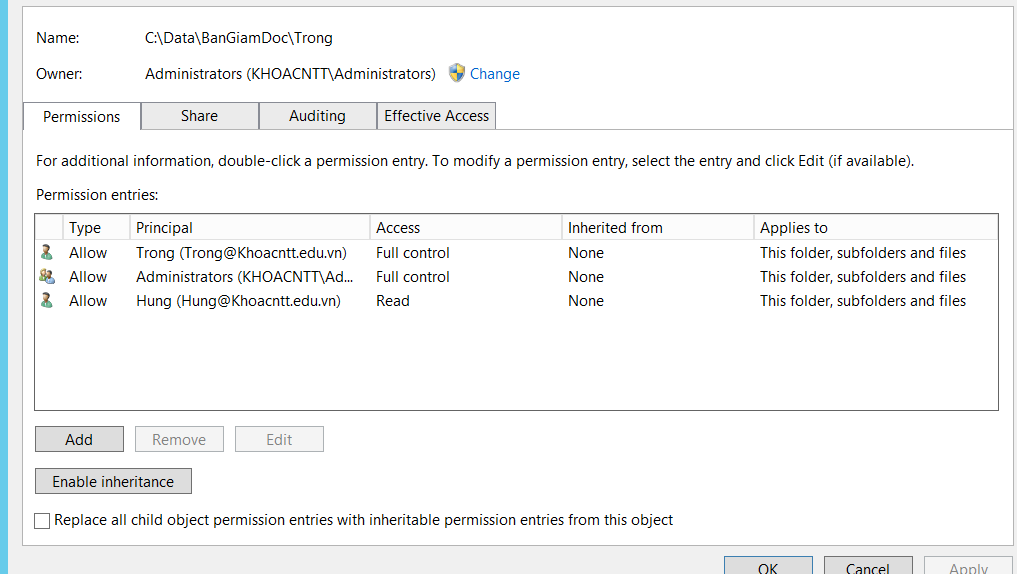 Name: C:\Data\BanGiamDoc\Trong
Owner: Administrators (KHOACNTT\Administrators) Change
Permissions Share Auditing Effective Access
For additional information, double-click a permission entry. To modify a permission entry, select the entry and click Edit (if available).
Permission entries:
Type Principal Access Inherited from Applies to
Allow Trong (Trong@Khoacntt.edu.vn) Full control None This folder, subfolders and files
Allow Administrators (KHOACNTT\Ad... Full control None This folder, subfolders and files
Allow Hung (Hung@Khoacntt.edu.vn) Read None This folder, subfolders and files
Add Remove Edit
Enable inheritance
Replace all child object permission entries with inheritable permission entries from this object
OK Cancel Apply